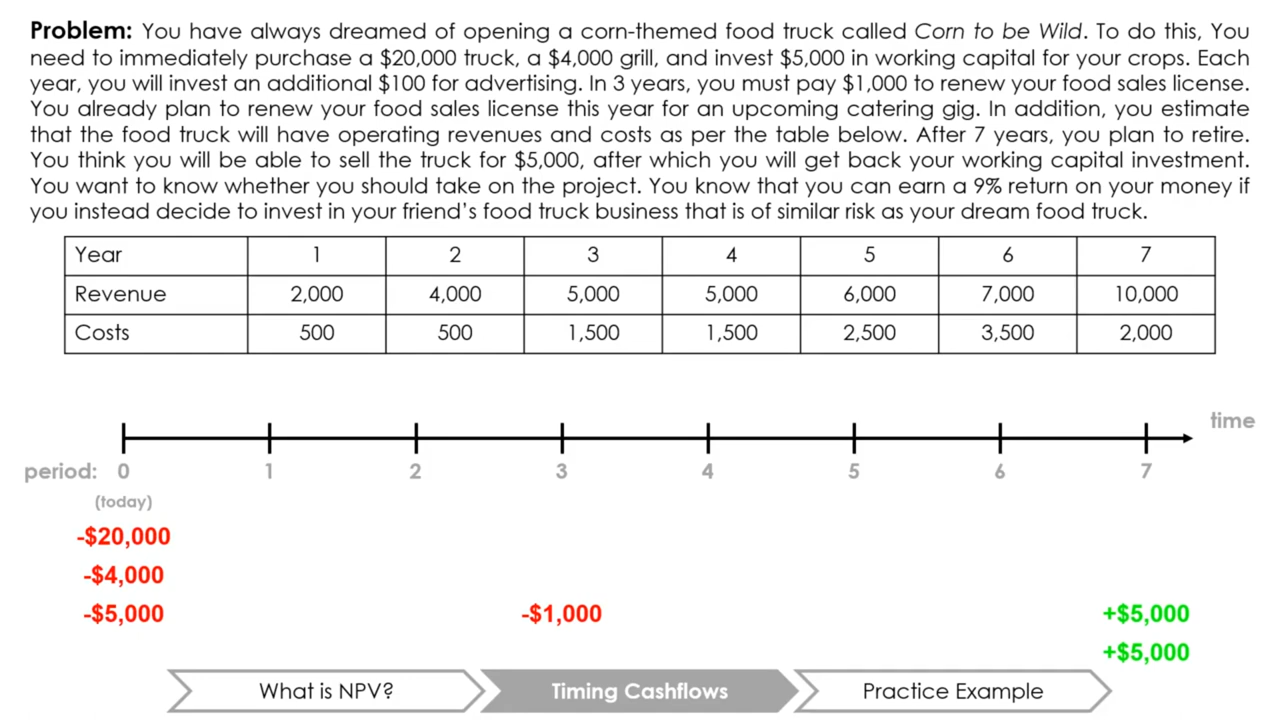 Problem: You have always dreamed of opening a corn-themed food truck called Corn to be Wild. To do this, You
need to immediately purchase a $20,000 truck, a $4,000 grill, and invest $5,000 in working capital for your crops. Each
year, you will invest an additional $100 for advertising. In 3 years, you must pay $1,000 to renew your food sales license.
You already plan to renew your food sales license this year for an upcoming catering gig. In addition, you estimate
that the food truck will have operating revenues and costs as per the table below. After 7 years, you plan to retire.
You think you will be able to sell the truck for $5,000, after which you will get back your working capital investment.
You want to know whether you should take on the project. You know that you can earn a 9% return on your money if
you instead decide to invest in your friend's food truck business that is of similar risk as your dream food truck.
Year 1 2 3 4 5 6 7
Revenue 2,000 4,000 5,000 5,000 6,000 7,000 10,000
Costs 500 500 1,500 1,500 2,500 3,500 2,000
time
period: 0 1 2 3 4 5 6 7
(today)
-$20,000
-$4,000
-$5,000 -$1,000 +$5,000
+$5,000
What is NPV? Timing Cashflows Practice Example